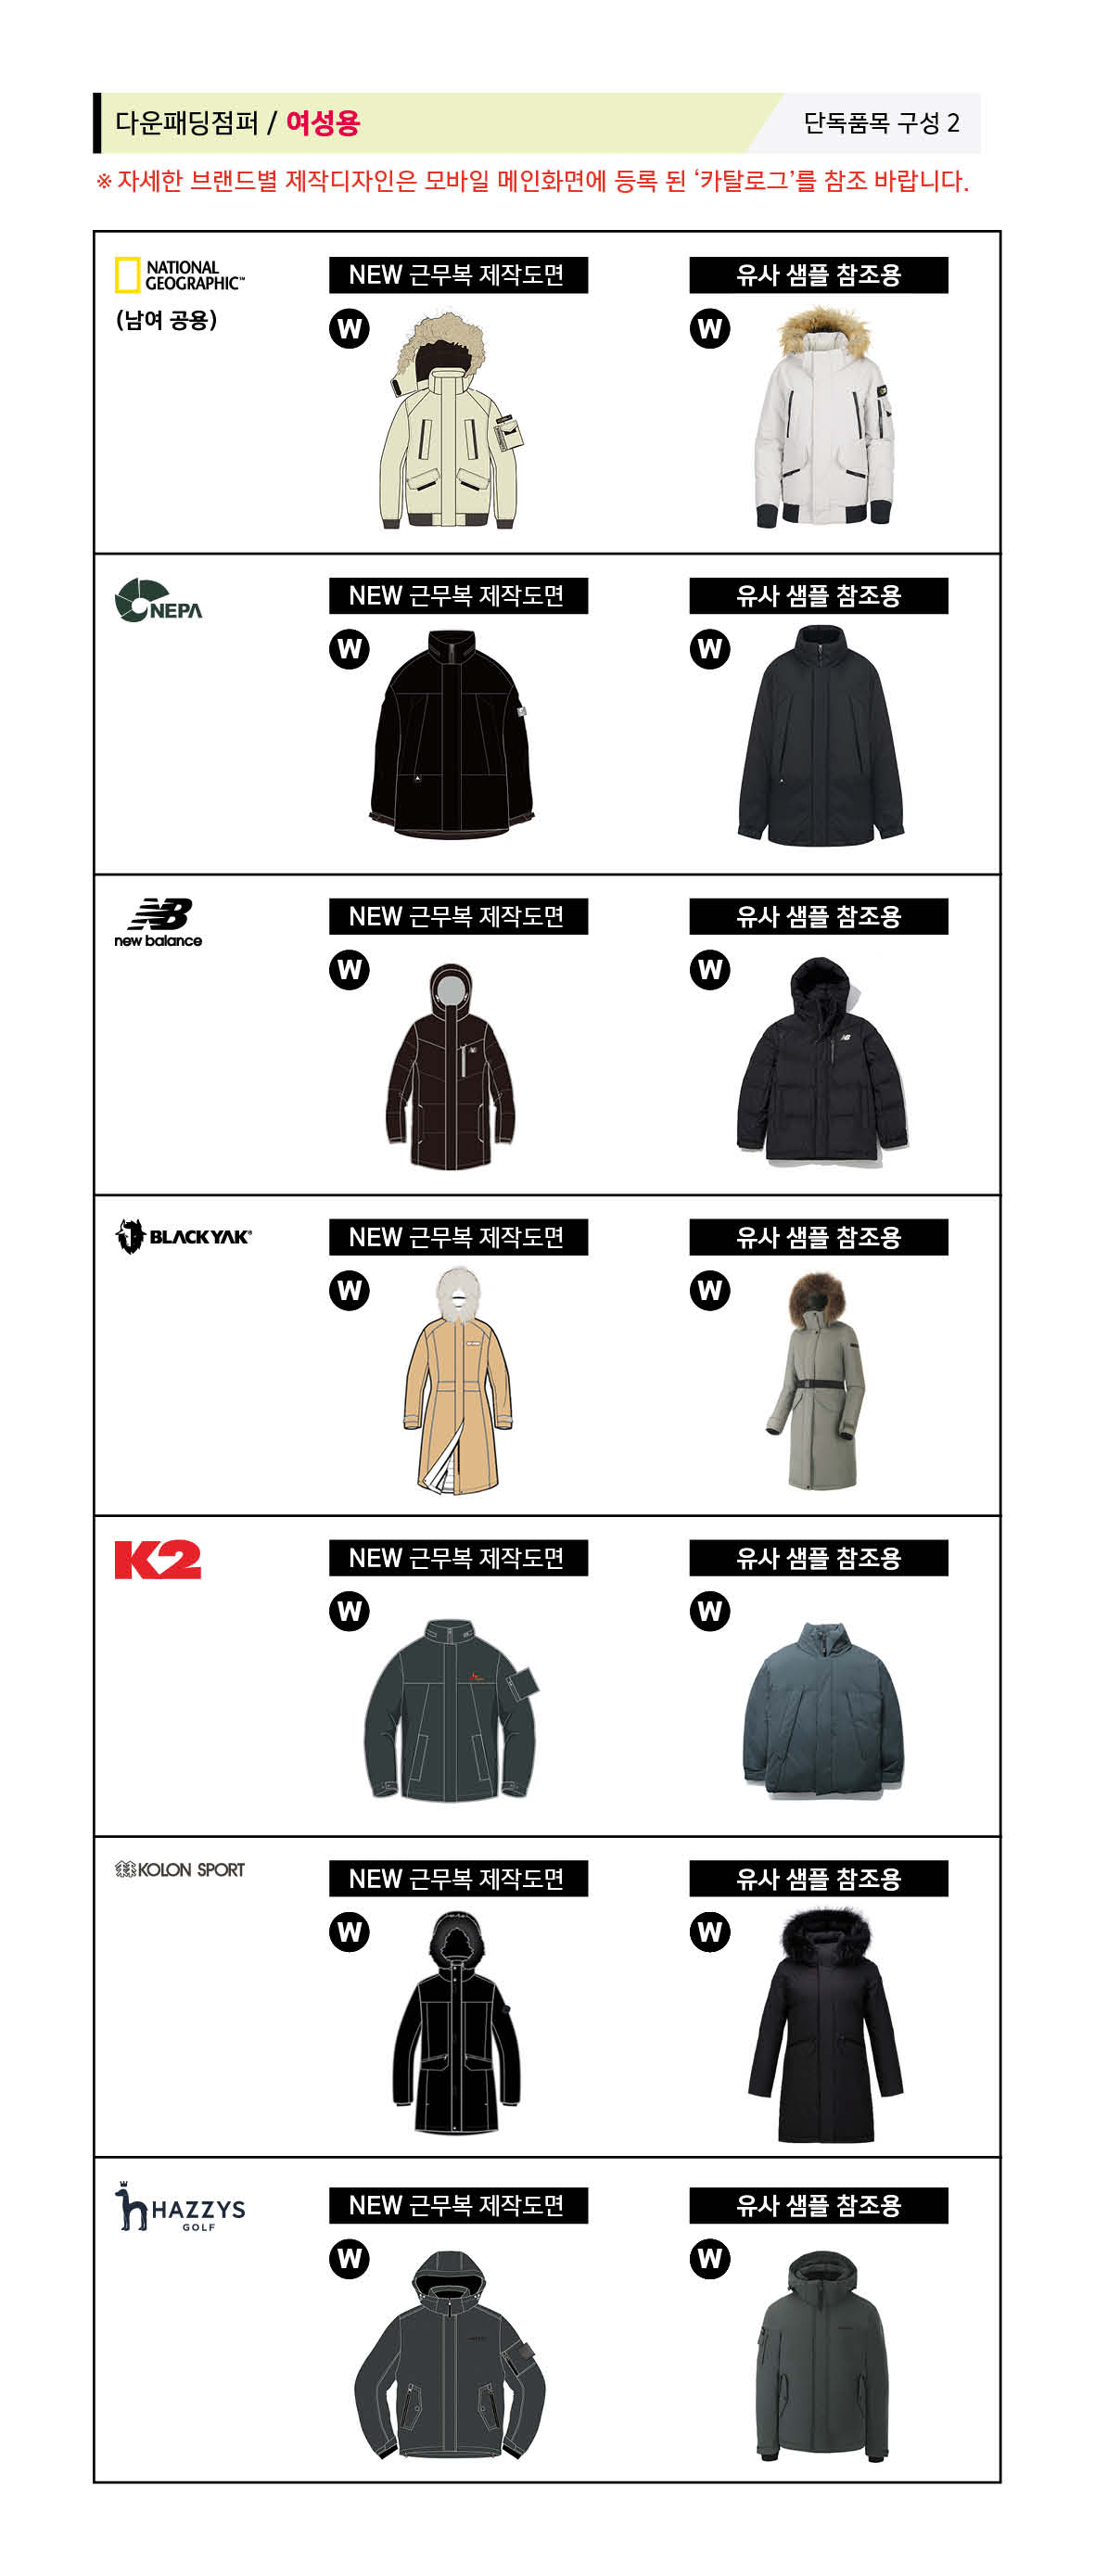 다운패딩점퍼 / 여성용
단독품목 구성 2
※ 자세한 브랜드별 제작디자인은 모바일 메인화면에 등록 된 ‘카탈로그’를 참조 바랍니다.
NATIONAL
GEOGRAPHIC™
(남여 공용)
NEW 근무복 제작도면
유사 샘플 참조용
W
W
NEPA
NEW 근무복 제작도면
유사 샘플 참조용
W
W
NB
new balance
NEW 근무복 제작도면
유사 샘플 참조용
W
W
BLACKYAK®
NEW 근무복 제작도면
유사 샘플 참조용
W
W
K2
NEW 근무복 제작도면
유사 샘플 참조용
W
W
KOLON SPORT
NEW 근무복 제작도면
유사 샘플 참조용
W
W
HAZZYS
GOLF
NEW 근무복 제작도면
유사 샘플 참조용
W
W